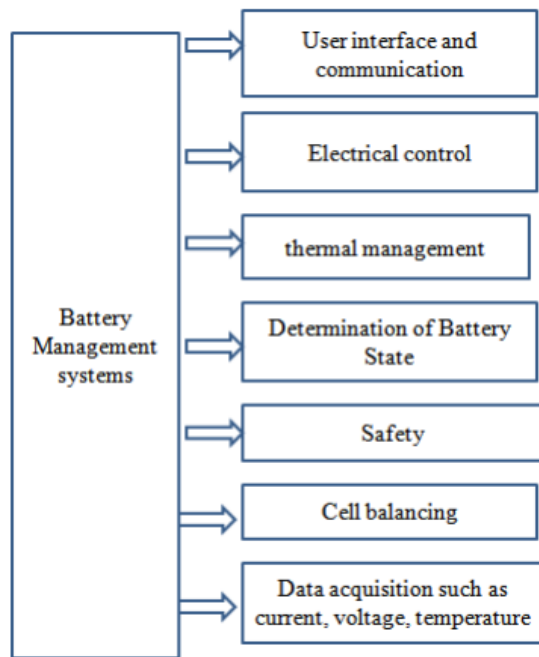 User interface and
communication
Electrical control
thermal management
Battery
Management
systems
Determination of Battery
State
Safety
Cell balancing
Data acquisition such as
current, voltage, temperature